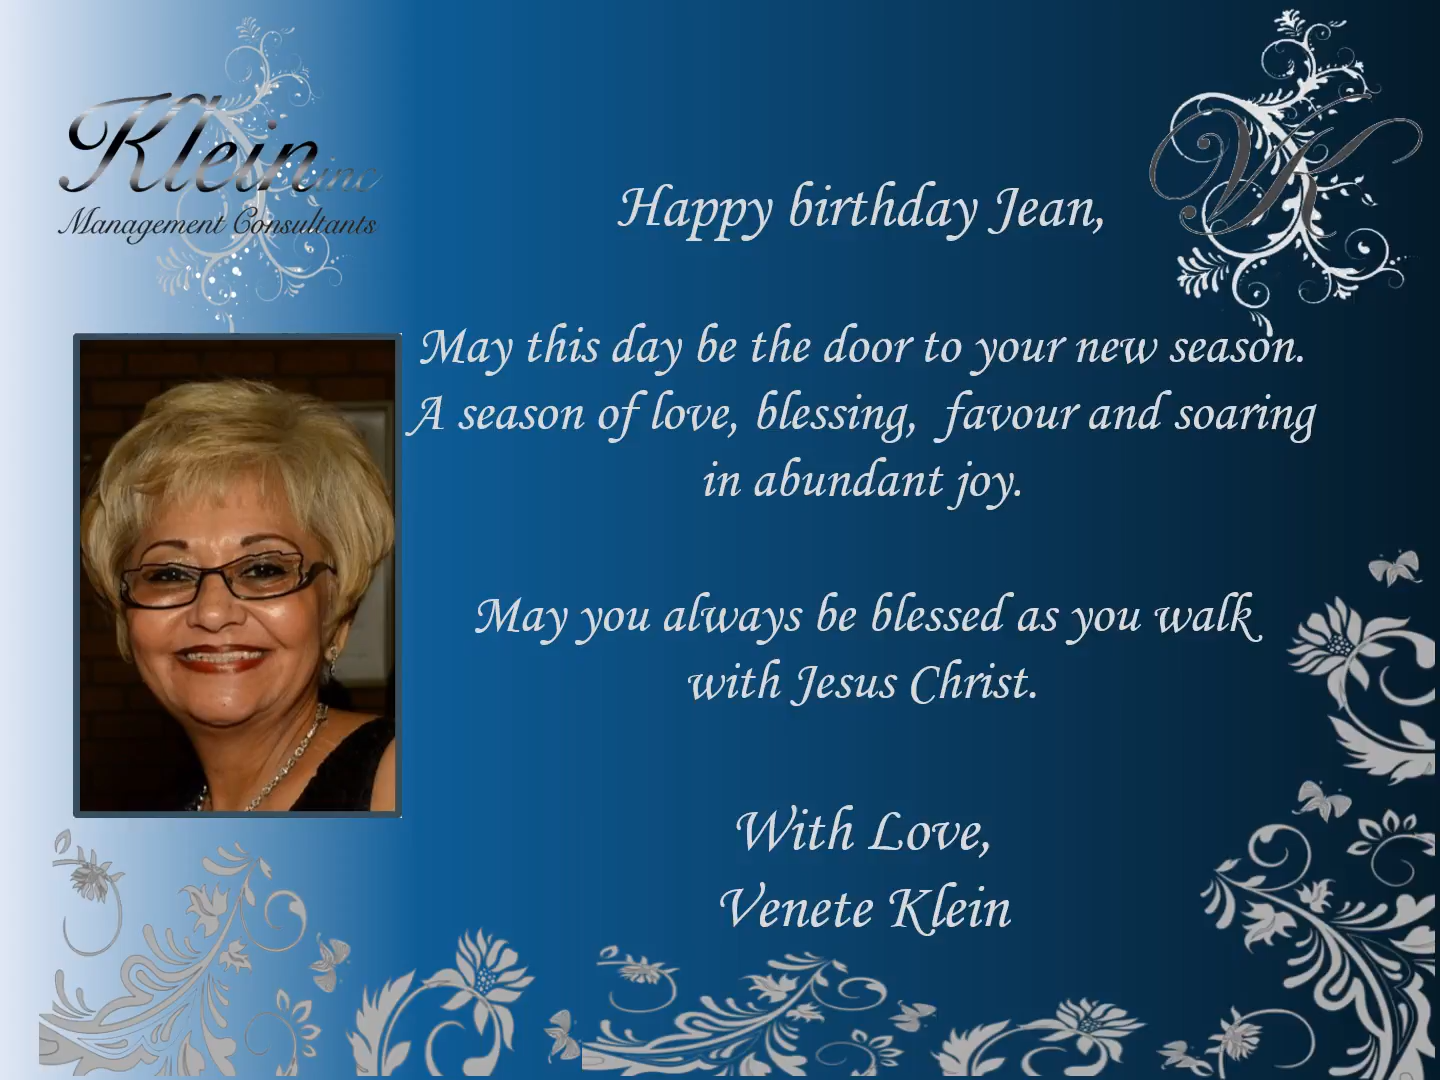 Klein inc
Management Consultants
VK
Happy birthday Jean,
May this day be the door to your new season.
A season of love, blessing,  favour and soaring
in abundant joy.
May you always be blessed as you walk
with Jesus Christ.
With Love,
Venete Klein